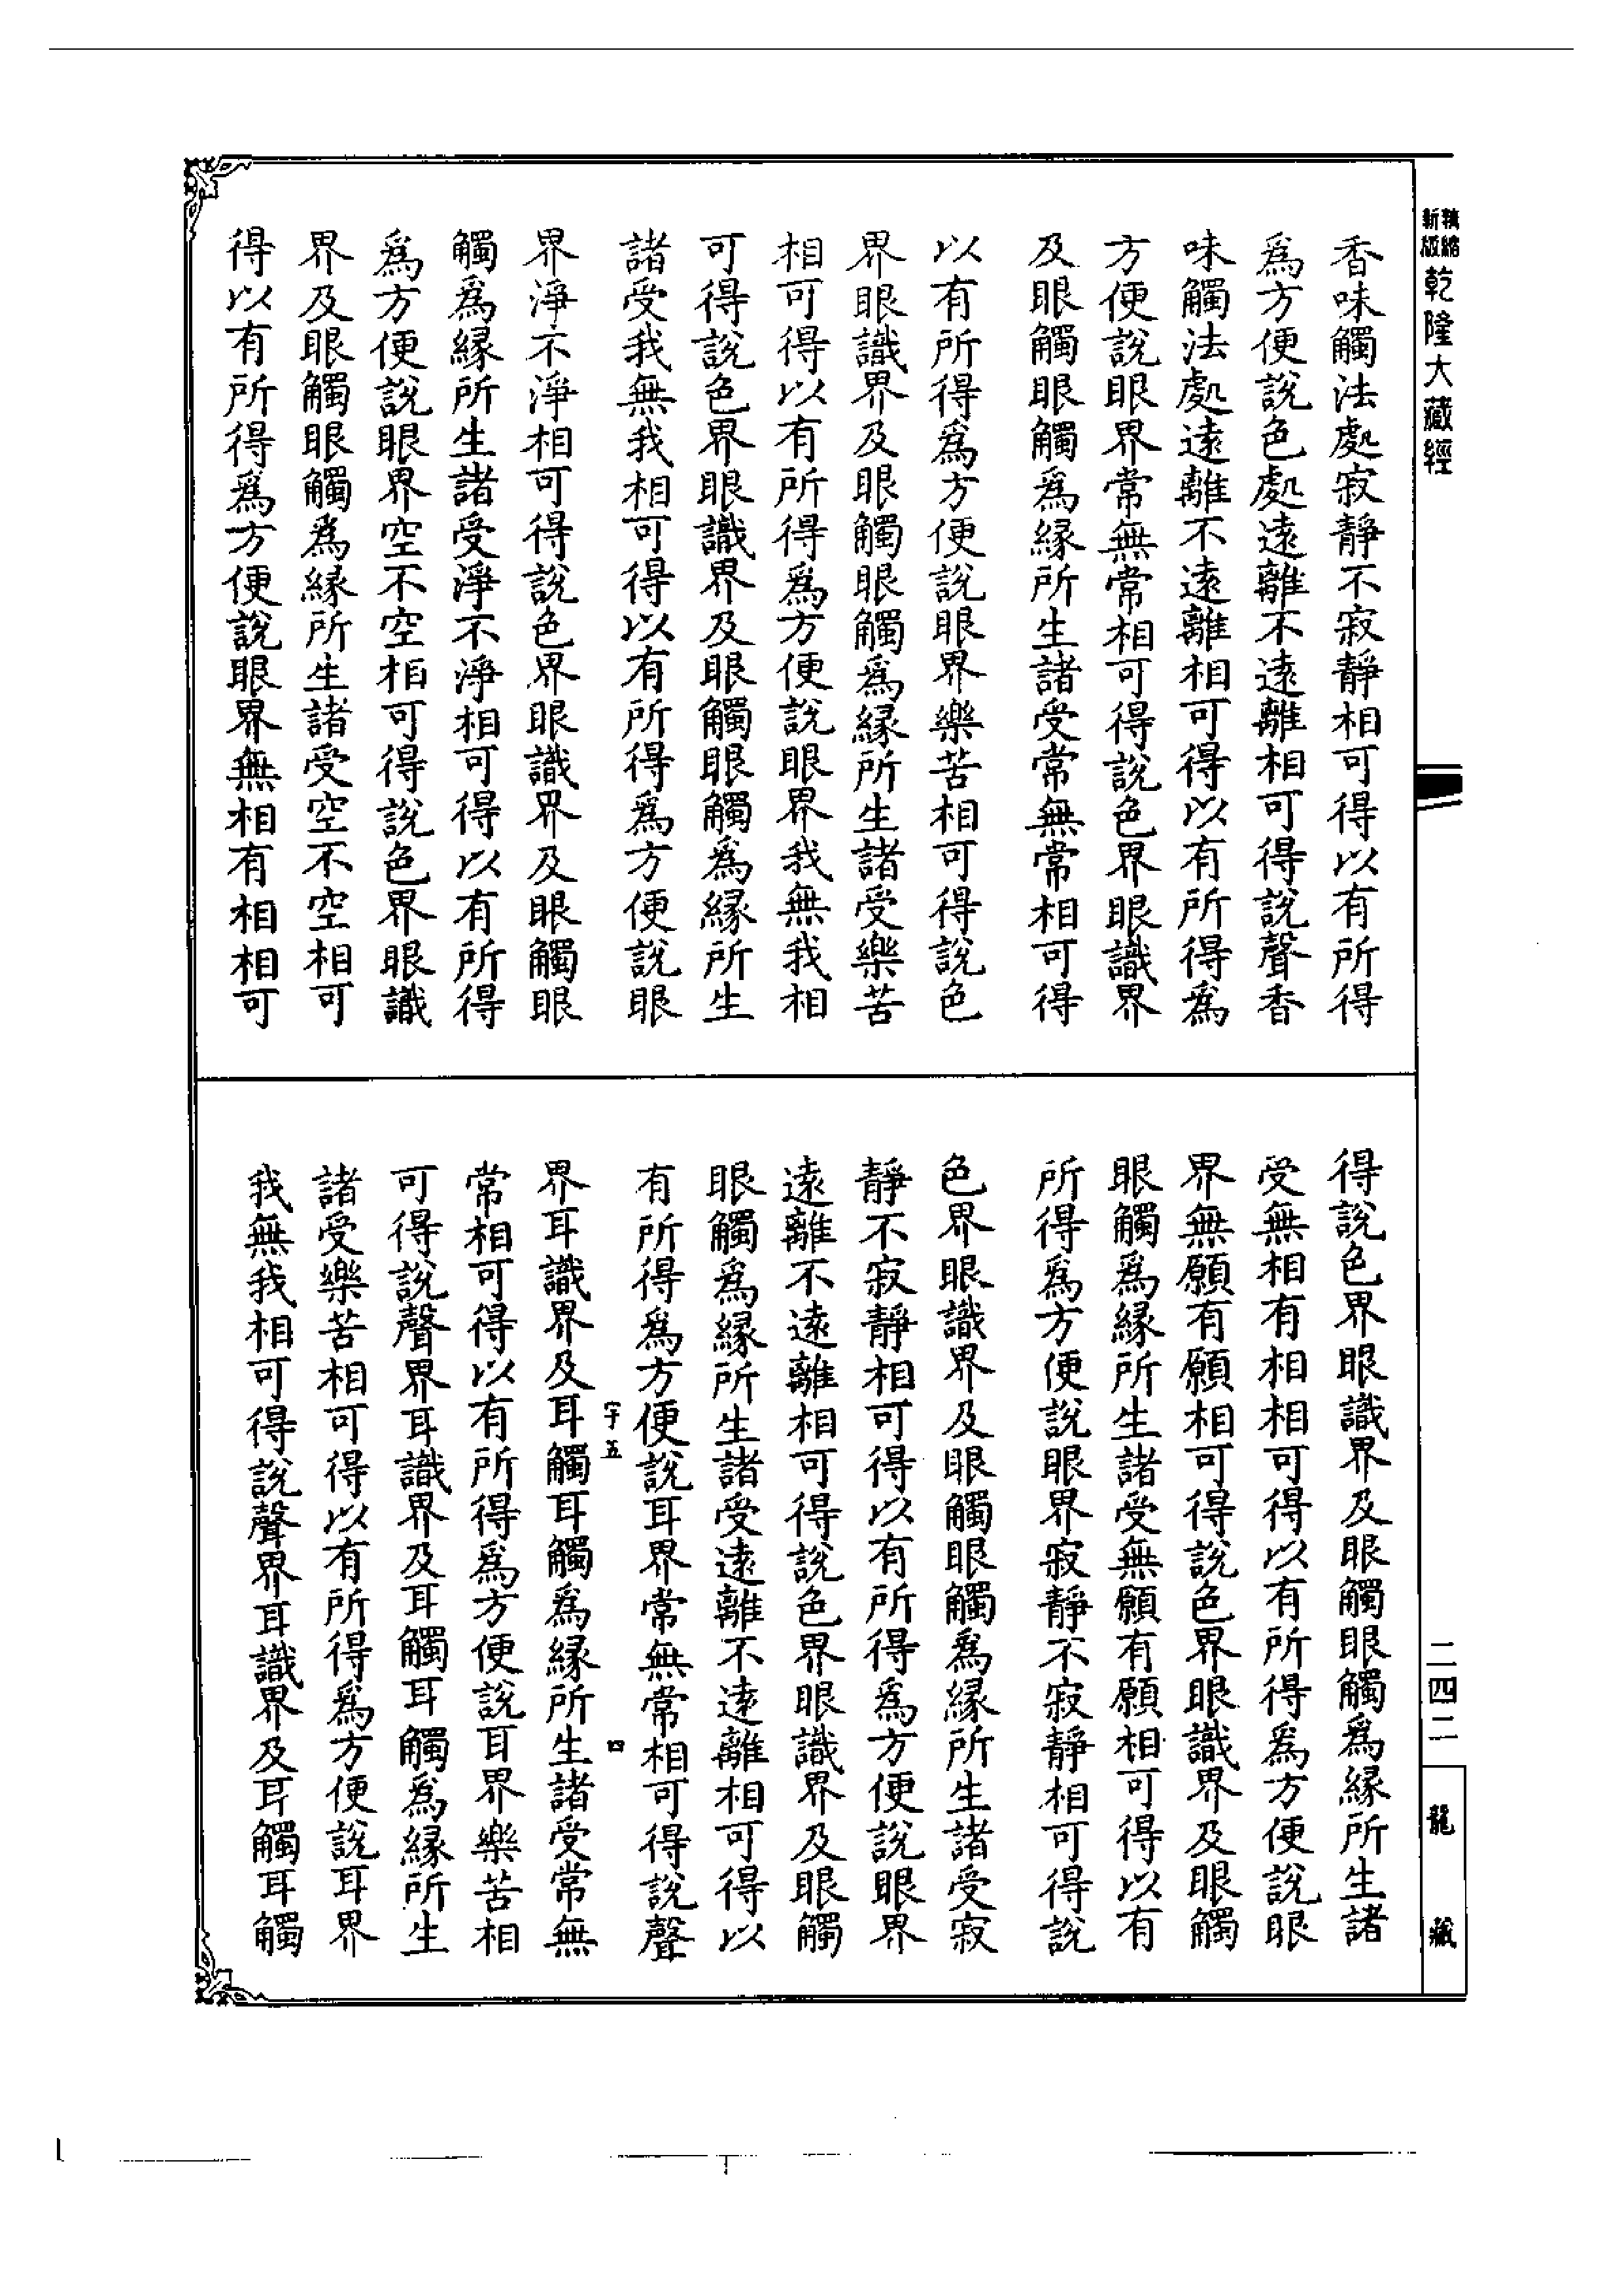 新版精縮乾隆大藏經
香味觸法處寂靜不寂靜相可得以有所得
爲方便說色處遠離不遠離相可得說聲香
味觸法處遠離不遠離相可得以有所得爲
方便說眼界常無常相可得說色界眼識界
及眼觸眼觸爲緣所生諸受常無常相可得
以有所得爲方便說眼界樂苦相可得說色
界眼識界及眼觸眼觸爲緣所生諸受樂苦
相可得以有所得爲方便說眼界我無我相
可得說色界眼識界及眼觸眼觸爲緣所生
諸受我無我相可得以有所得爲方便說眼
界淨不淨相可得說色界眼識界及眼觸眼
觸爲緣所生諸受淨不淨相可得以有所得
爲方便說眼界空不空相可得說色界眼識
界及眼觸眼觸爲緣所生諸受空不空相可
得以有所得爲方便說眼界無相有相相可
得說色界眼識界及眼觸眼觸爲緣所生諸
受無相有相相可得以有所得爲方便說眼
界無願有願相可得說色界眼識界及眼觸
眼觸爲緣所生諸受無願有願相可得以有
所得爲方便說眼界寂靜不寂靜相可得說
色界眼識界及眼觸眼觸爲緣所生諸受寂
靜不寂靜相可得以有所得爲方便說眼界
遠離不遠離相可得說色界眼識界及眼觸
眼觸爲緣所生諸受遠離不遠離相可得以
有所得爲方便說耳界常無常相可得說聲
字五
四
界耳識界及耳觸耳觸爲緣所生諸受常無
常相可得以有所得爲方便說耳界樂苦相
可得說聲界耳識界及耳觸耳觸爲緣所生
諸受樂苦相可得以有所得爲方便說耳界
我無我相可得說聲界耳識界及耳觸耳觸
二四二
龍藏